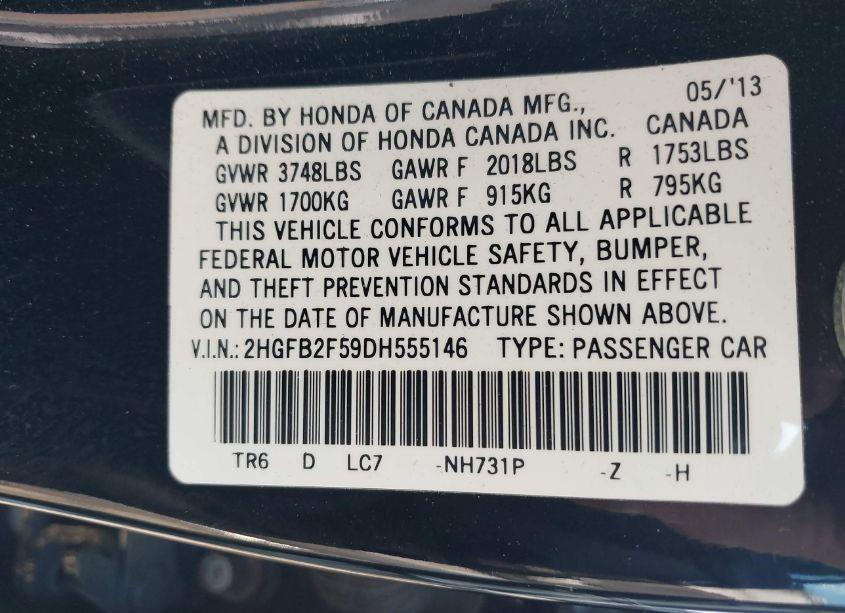 05/'13
MFD. BY HONDA OF CANADA MFG.,
A DIVISION OF HONDA CANADA INC. CANADA
GVWR 3748LBS GAWR F 2018LBS R 1753LBS
GVWR 1700KG GAWR F 915KG R 795KG
THIS VEHICLE CONFORMS TO ALL APPLICABLE
FEDERAL MOTOR VEHICLE SAFETY, BUMPER,
AND THEFT PREVENTION STANDARDS IN EFFECT
ON THE DATE OF MANUFACTURE SHOWN ABOVE.
V.I.N.: 2HGFB2F59DH555146 TYPE: PASSENGER CAR
TR6 D LC7 -NH731P -Z -H